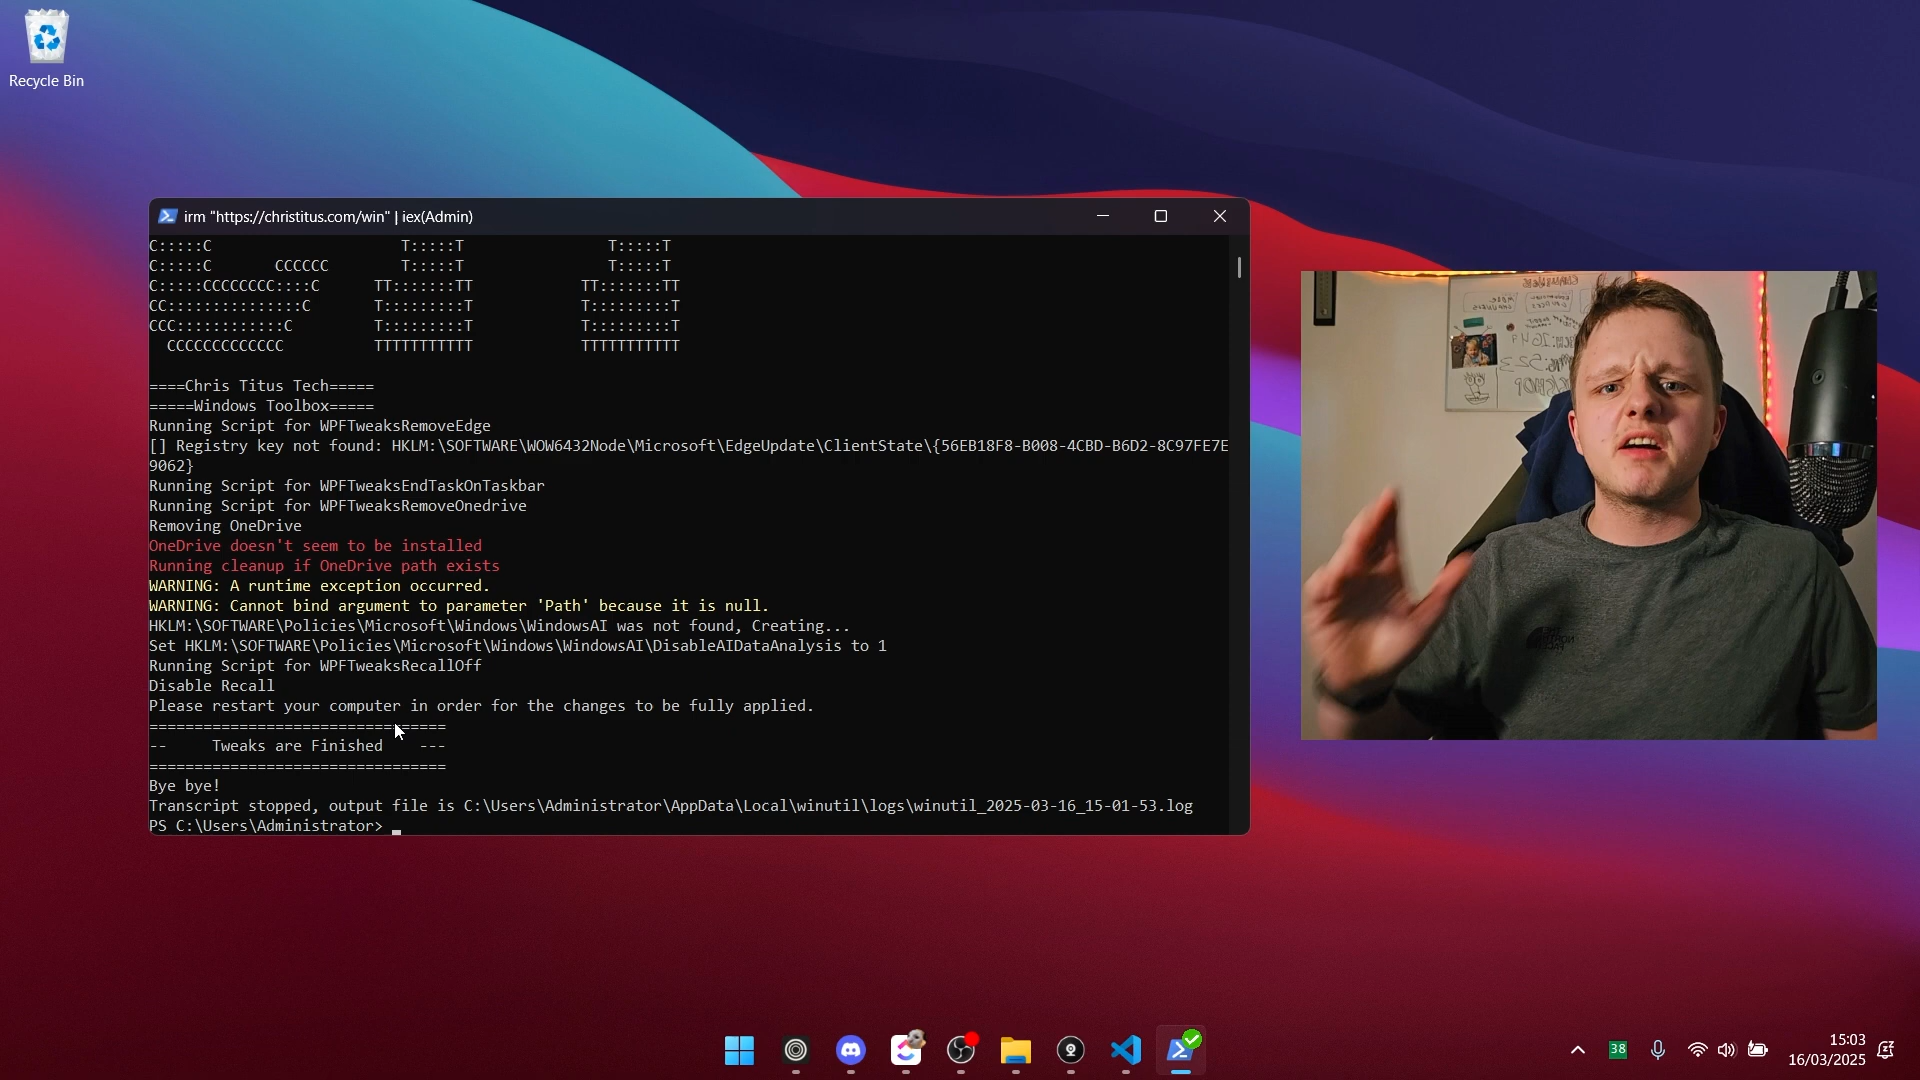 Recycle Bin
irm "https://christitus.com/win" | iex(Admin)
C:::::C                     T:::::T                T:::::T
C:::::C       CCCCCC        T:::::T                T:::::T
C:::::CCCCCCCC::::C      TT:::::::TT            TT:::::::TT
CC:::::::::::::::C       T:::::::::T            T:::::::::T
CCC::::::::::::C         T:::::::::T            T:::::::::T
  CCCCCCCCCCCCC          TTTTTTTTTTT            TTTTTTTTTTT
====Chris Titus Tech=====
=====Windows Toolbox=====
Running Script for WPFTweaksRemoveEdge
[] Registry key not found: HKLM:\SOFTWARE\WOW6432Node\Microsoft\EdgeUpdate\ClientState\{56EB18F8-B008-4CBD-B6D2-8C97FE7E
9062}
Running Script for WPFTweaksEndTaskOnTaskbar
Running Script for WPFTweaksRemoveOnedrive
Removing OneDrive
OneDrive doesn't seem to be installed
Running cleanup if OneDrive path exists
WARNING: A runtime exception occurred.
WARNING: Cannot bind argument to parameter 'Path' because it is null.
HKLM:\SOFTWARE\Policies\Microsoft\Windows\WindowsAI was not found, Creating...
Set HKLM:\SOFTWARE\Policies\Microsoft\Windows\WindowsAI\DisableAIDataAnalysis to 1
Running Script for WPFTweaksRecallOff
Disable Recall
Please restart your computer in order for the changes to be fully applied.
=================================
--     Tweaks are Finished    ---
=================================
Bye bye!
Transcript stopped, output file is C:\Users\Administrator\AppData\Local\winutil\logs\winutil_2025-03-16_15-01-53.log
PS C:\Users\Administrator>
38
15:03
16/03/2025